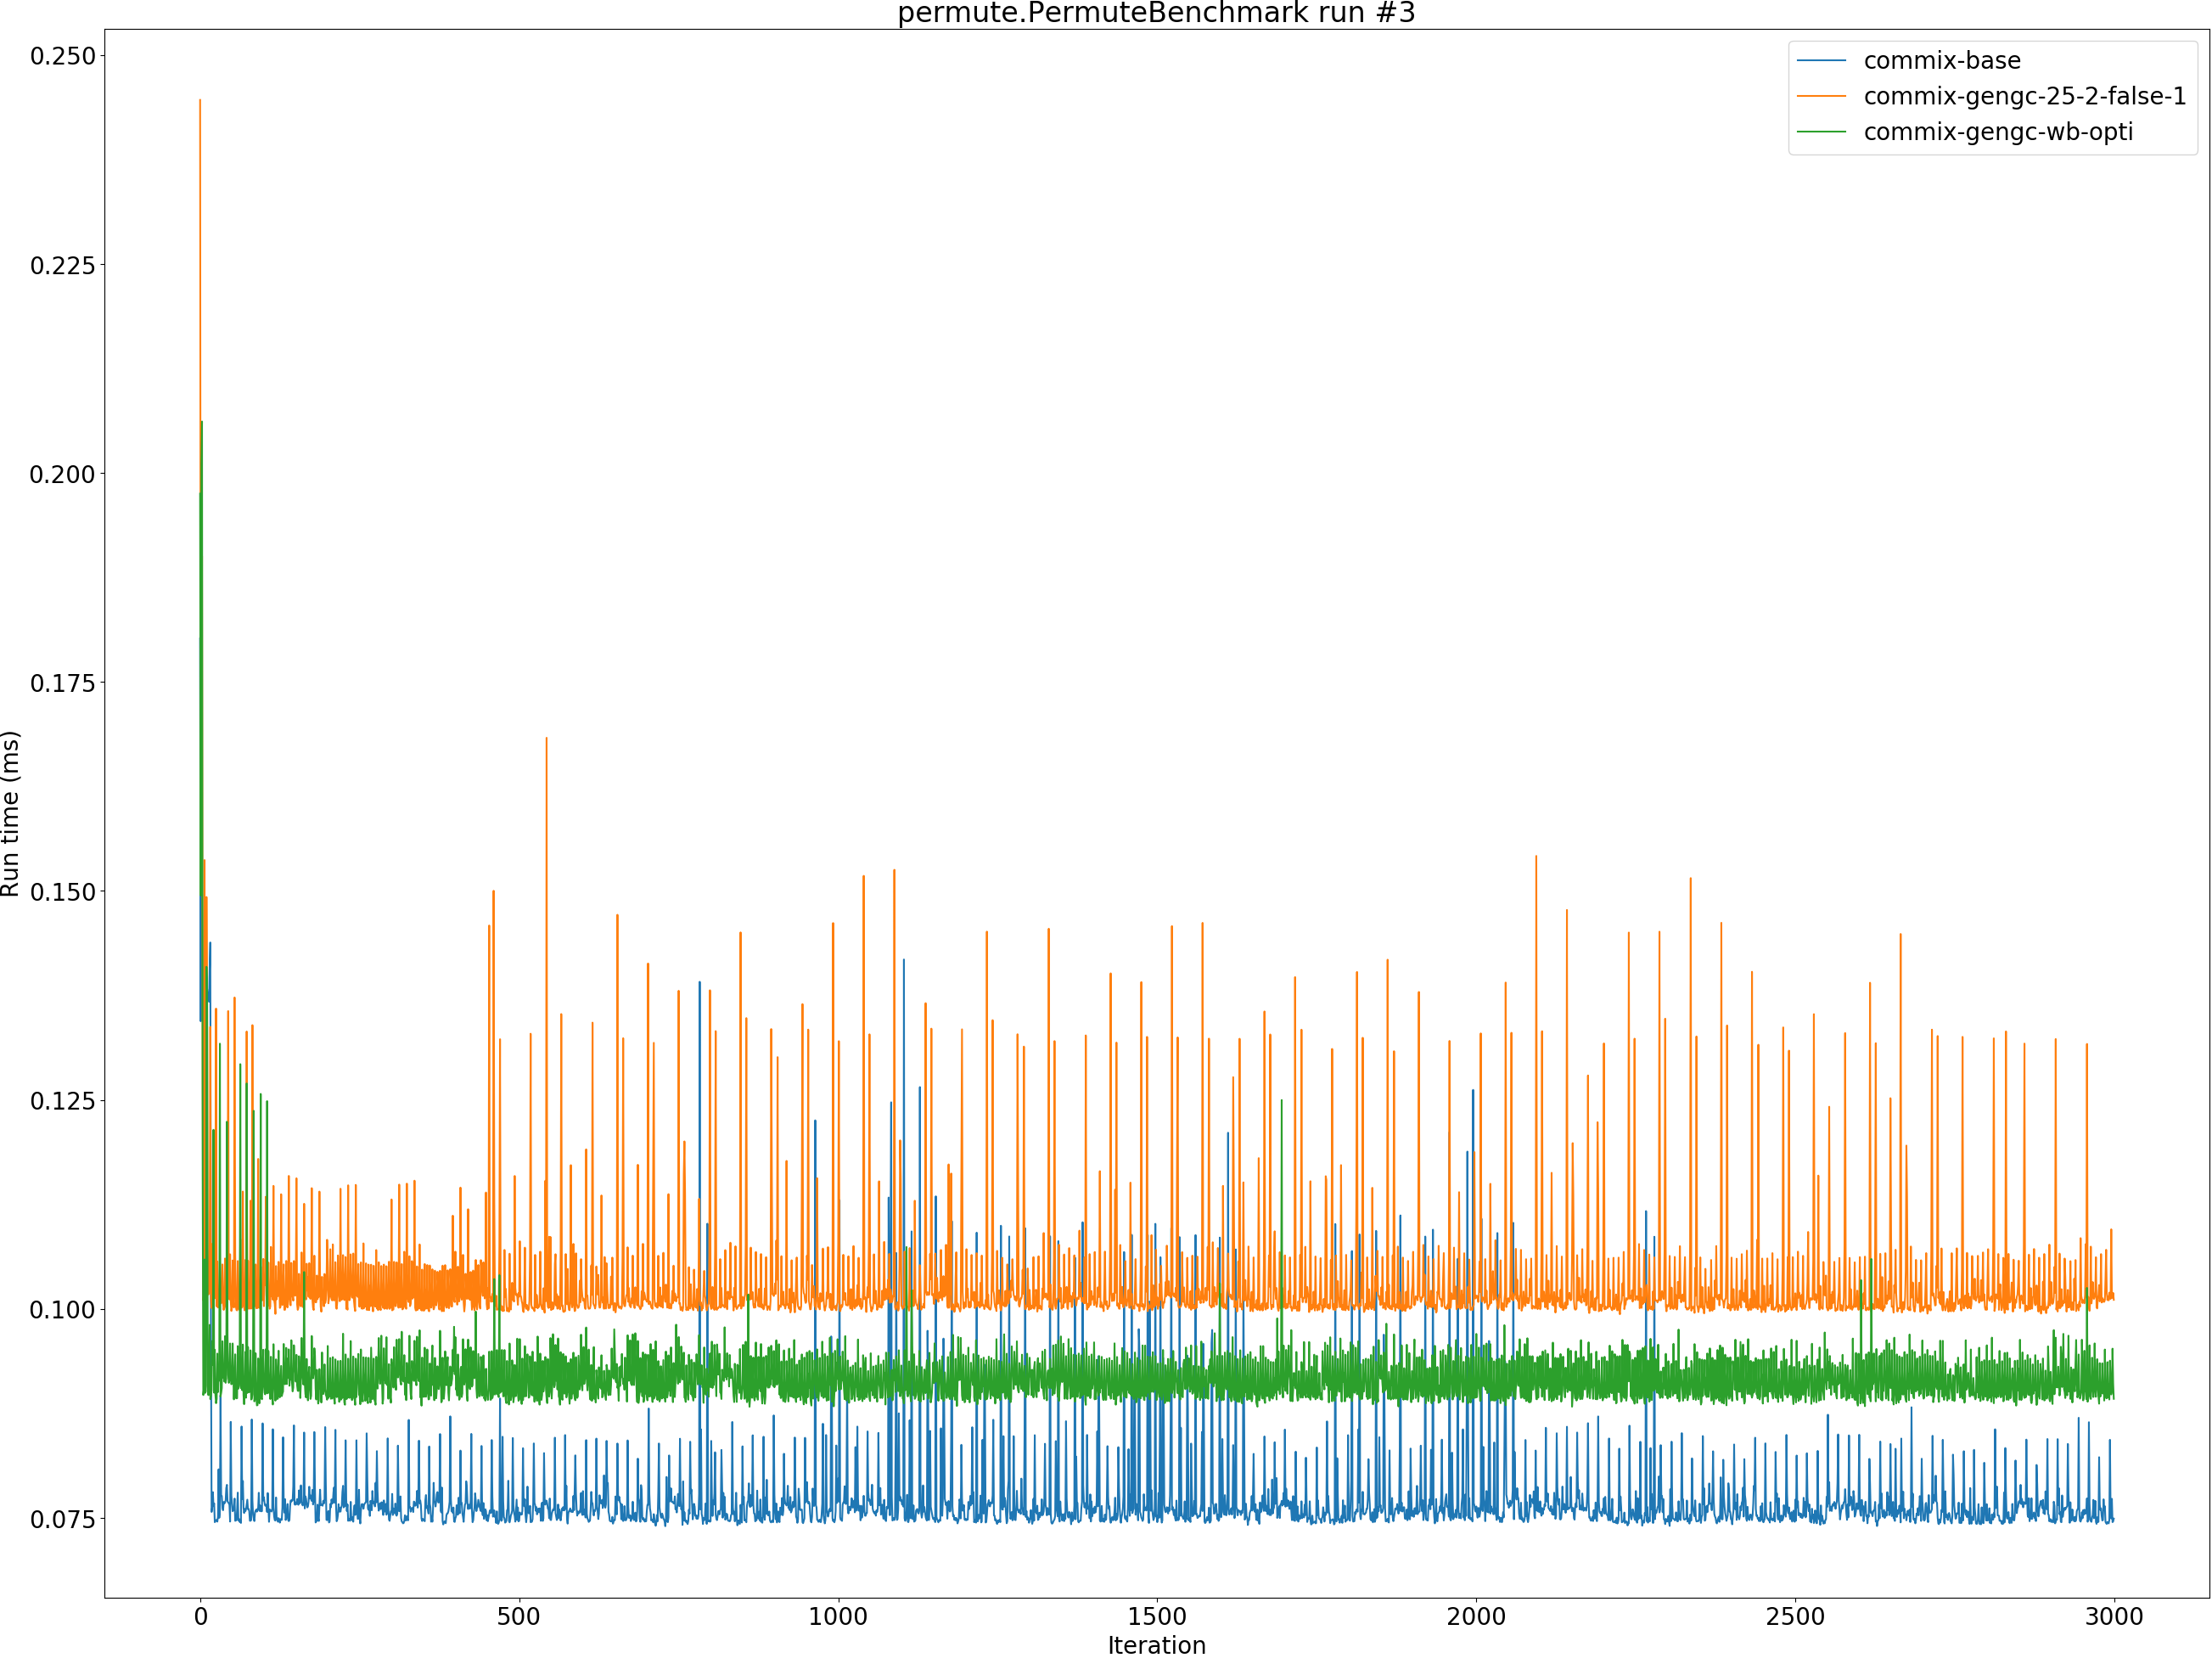 permute.PermuteBenchmark run #3
commix-base
commix-gengc-25-2-false-1
commix-gengc-wb-opti
Run time (ms)
0.250
0.225
0.200
0.175
0.150
0.125
0.100
0.075
0 500 1000 1500 2000 2500 3000
Iteration